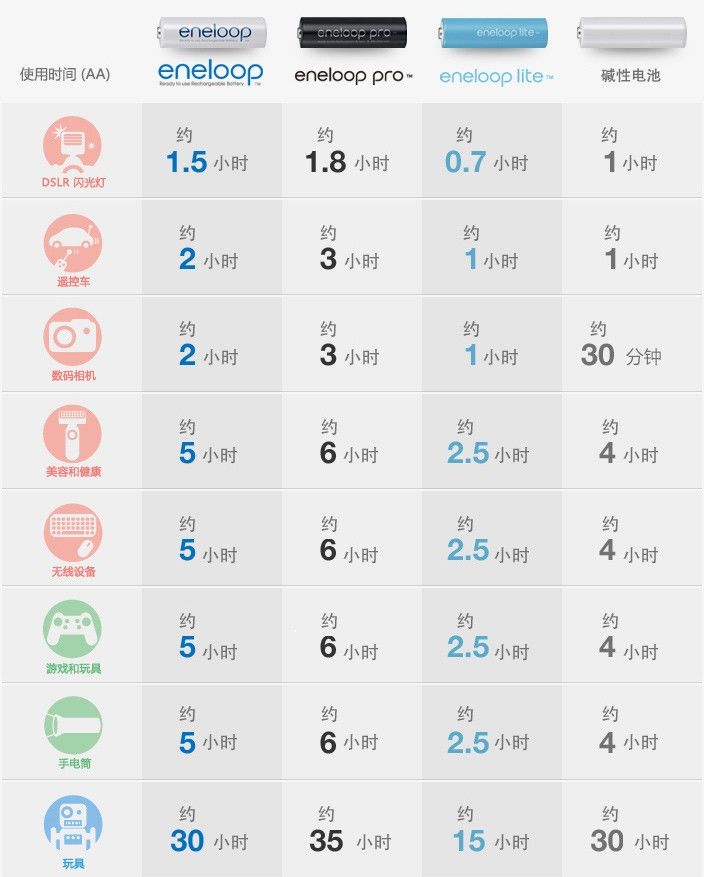 eneloop
Ready to use Rechargeable Battery
eneloop pro
eneloop lite
使用时间 (AA)
eneloop™
Ready to use Rechargeable Battery
eneloop pro™
eneloop lite™
碱性电池
DSLR 闪光灯
约 1.5 小时
约 1.8 小时
约 0.7 小时
约 1 小时
遥控车
约 2 小时
约 3 小时
约 1 小时
约 1 小时
数码相机
约 2 小时
约 3 小时
约 1 小时
约 30 分钟
美容和健康
约 5 小时
约 6 小时
约 2.5 小时
约 4 小时
无线设备
约 5 小时
约 6 小时
约 2.5 小时
约 4 小时
游戏和玩具
约 5 小时
约 6 小时
约 2.5 小时
约 4 小时
手电筒
约 5 小时
约 6 小时
约 2.5 小时
约 4 小时
玩具
约 30 小时
约 35 小时
约 15 小时
约 30 小时